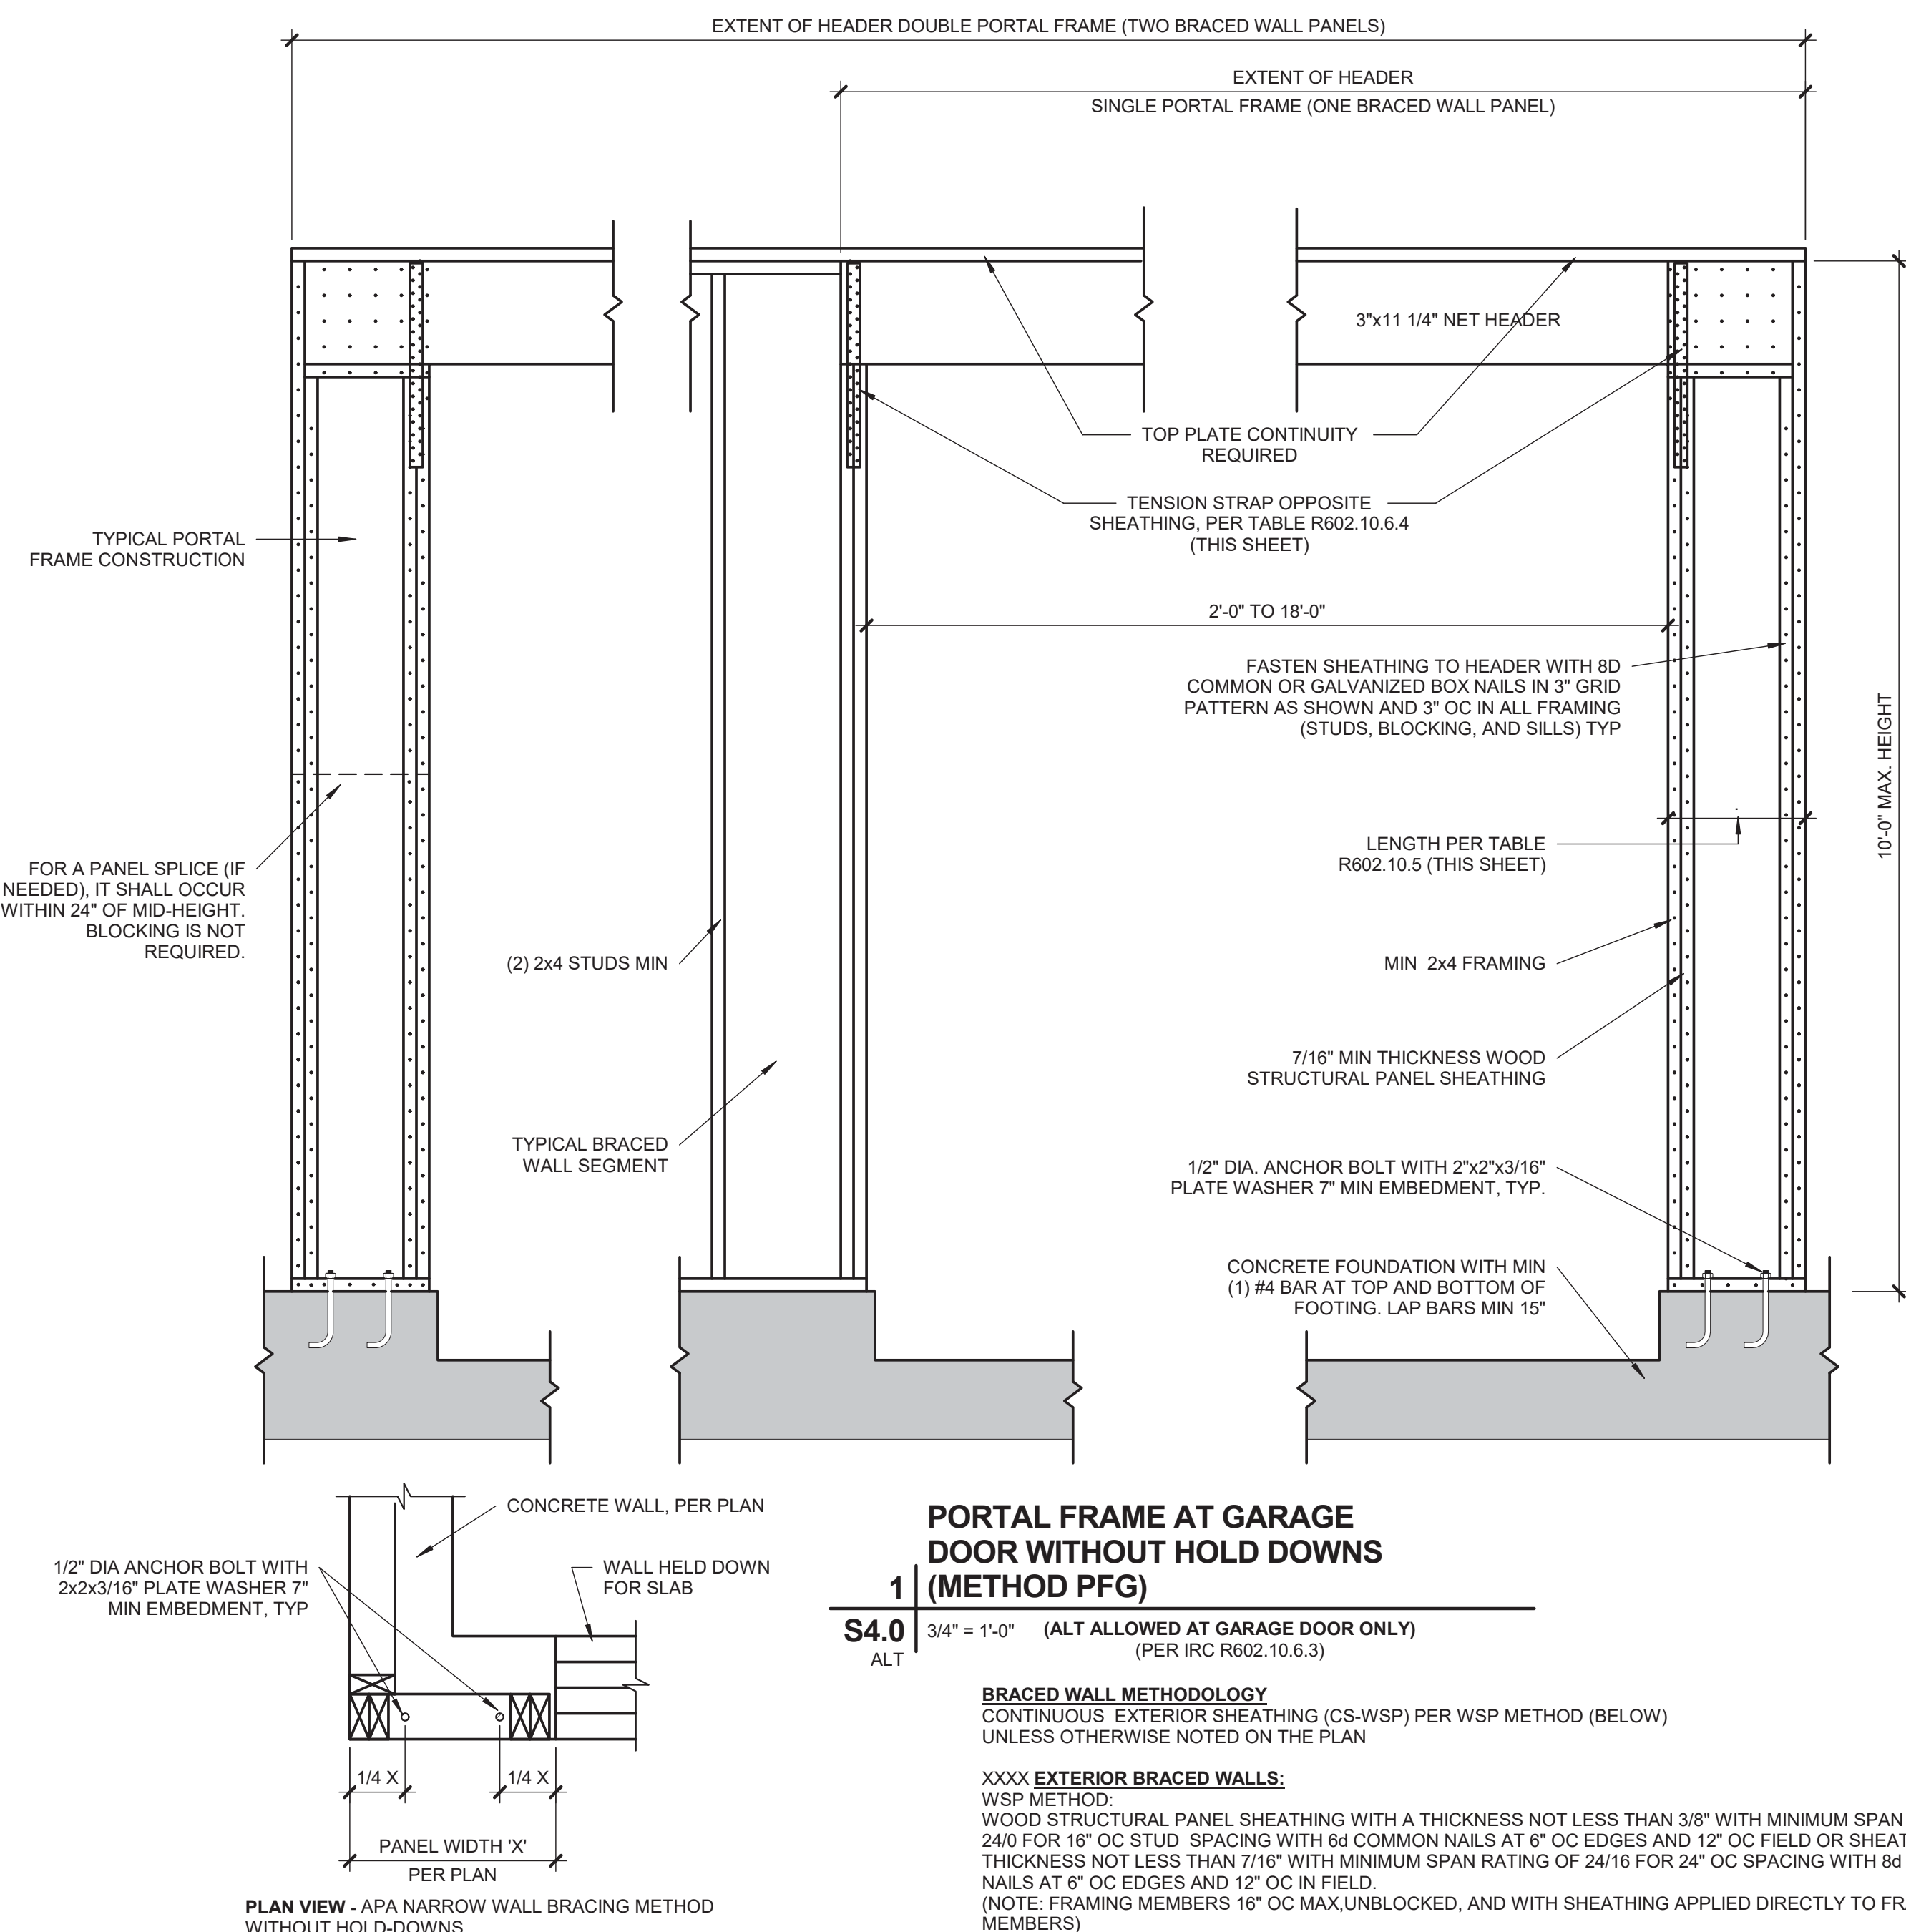 EXTENT OF HEADER DOUBLE PORTAL FRAME (TWO BRACED WALL PANELS)
EXTENT OF HEADER
SINGLE PORTAL FRAME (ONE BRACED WALL PANEL)
3"x11 1/4" NET HEADER
TOP PLATE CONTINUITY
REQUIRED
TENSION STRAP OPPOSITE
SHEATHING, PER TABLE R602.10.6.4
(THIS SHEET)
TYPICAL PORTAL
FRAME CONSTRUCTION
2'-0" TO 18'-0"
FASTEN SHEATHING TO HEADER WITH 8D
COMMON OR GALVANIZED BOX NAILS IN 3" GRID
PATTERN AS SHOWN AND 3" OC IN ALL FRAMING
(STUDS, BLOCKING, AND SILLS) TYP
10'-0" MAX. HEIGHT
LENGTH PER TABLE
R602.10.5 (THIS SHEET)
FOR A PANEL SPLICE (IF
NEEDED), IT SHALL OCCUR
WITHIN 24" OF MID-HEIGHT.
BLOCKING IS NOT
REQUIRED.
(2) 2x4 STUDS MIN
MIN 2x4 FRAMING
7/16" MIN THICKNESS WOOD
STRUCTURAL PANEL SHEATHING
TYPICAL BRACED
WALL SEGMENT
1/2" DIA. ANCHOR BOLT WITH 2"x2"x3/16"
PLATE WASHER 7" MIN EMBEDMENT, TYP.
CONCRETE FOUNDATION WITH MIN
(1) #4 BAR AT TOP AND BOTTOM OF
FOOTING. LAP BARS MIN 15"
CONCRETE WALL, PER PLAN
1/2" DIA ANCHOR BOLT WITH
2x2x3/16" PLATE WASHER 7"
MIN EMBEDMENT, TYP
WALL HELD DOWN
FOR SLAB
1/4 X
1/4 X
PANEL WIDTH 'X'
PER PLAN
PLAN VIEW - APA NARROW WALL BRACING METHOD
WITHOUT HOLD-DOWNS
PORTAL FRAME AT GARAGE
DOOR WITHOUT HOLD DOWNS
1 (METHOD PFG)
S4.0 3/4" = 1'-0" (ALT ALLOWED AT GARAGE DOOR ONLY)
ALT (PER IRC R602.10.6.3)
BRACED WALL METHODOLOGY
CONTINUOUS EXTERIOR SHEATHING (CS-WSP) PER WSP METHOD (BELOW)
UNLESS OTHERWISE NOTED ON THE PLAN
XXXX EXTERIOR BRACED WALLS:
WSP METHOD:
WOOD STRUCTURAL PANEL SHEATHING WITH A THICKNESS NOT LESS THAN 3/8" WITH MINIMUM SPAN
24/0 FOR 16" OC STUD SPACING WITH 6d COMMON NAILS AT 6" OC EDGES AND 12" OC FIELD OR SHEAT
THICKNESS NOT LESS THAN 7/16" WITH MINIMUM SPAN RATING OF 24/16 FOR 24" OC SPACING WITH 8d
NAILS AT 6" OC EDGES AND 12" OC IN FIELD.
(NOTE: FRAMING MEMBERS 16" OC MAX,UNBLOCKED, AND WITH SHEATHING APPLIED DIRECTLY TO FR
MEMBERS)